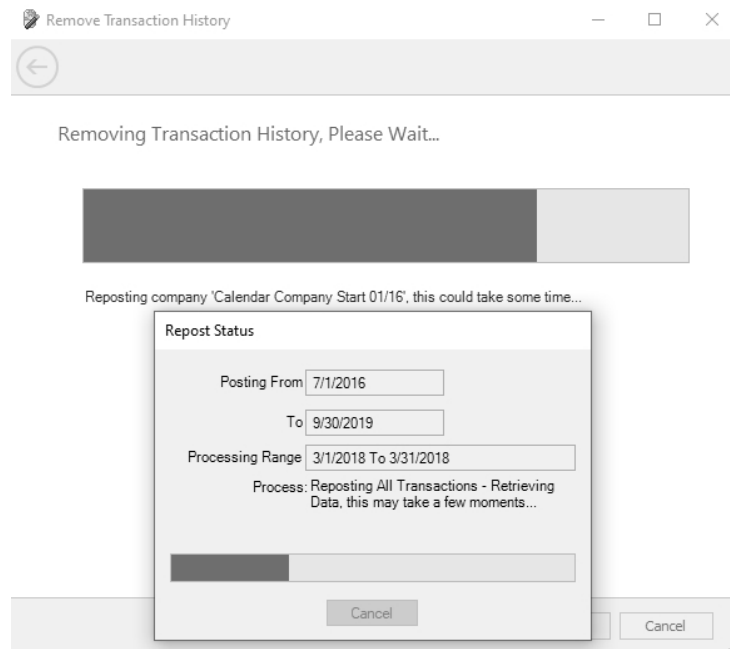 Remove Transaction History
Removing Transaction History, Please Wait...
Reposting company 'Calendar Company Start 01/16', this could take some time...
Repost Status
Posting From 7/1/2016
To 9/30/2019
Processing Range 3/1/2018 To 3/31/2018
Process: Reposting All Transactions - Retrieving
Data, this may take a few moments...
Cancel
Cancel